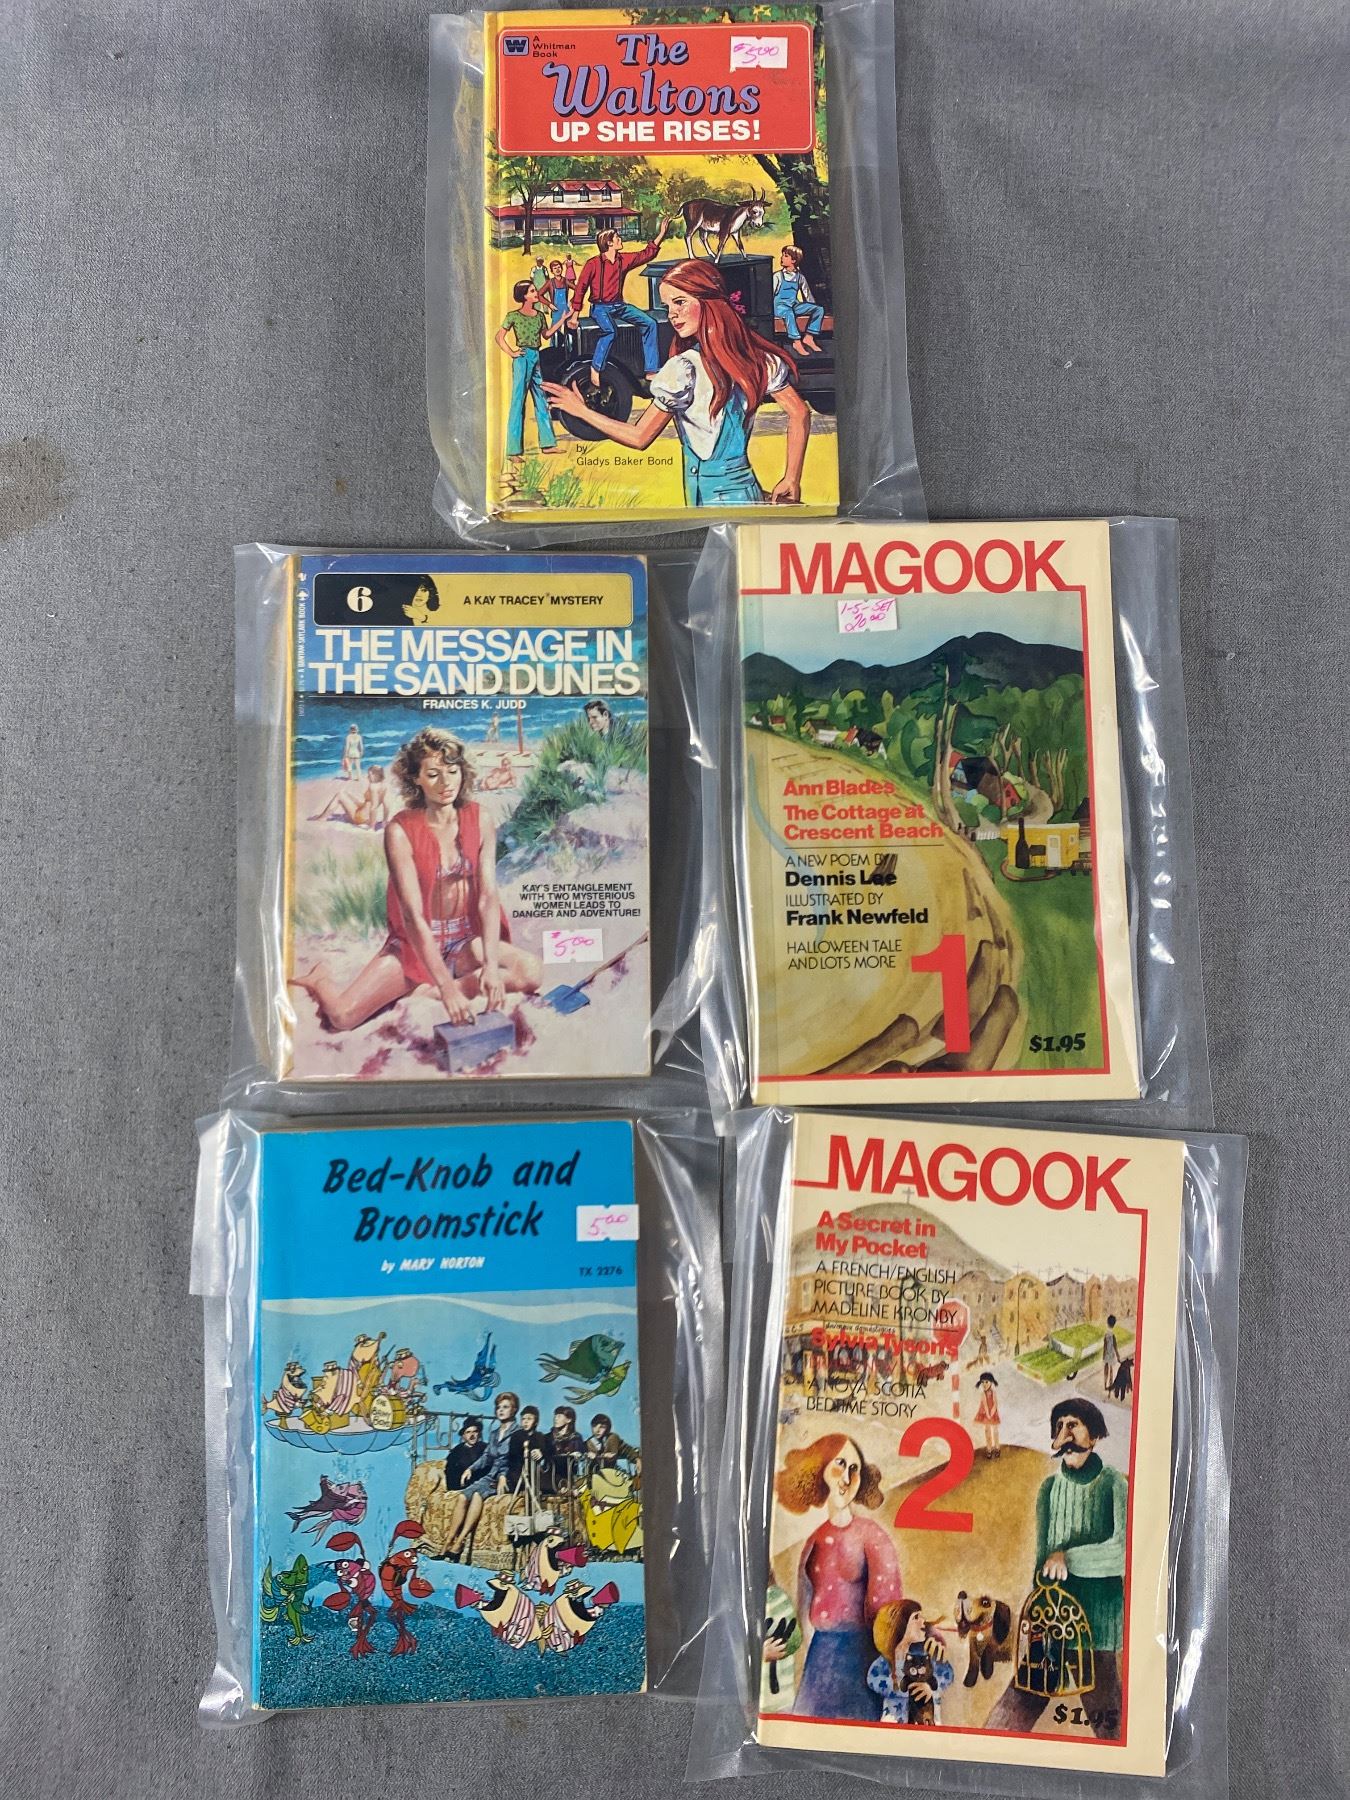 A
Whitman
Book
The
Waltons
UP SHE RISES!
$5.00
by
Gladys Baker Bond
6
A KAY TRACEY® MYSTERY
THE MESSAGE IN
THE SAND DUNES
FRANCES K. JUDD
A BANTAM SKYLARK BOOK
KAY'S ENTANGLEMENT
WITH TWO MYSTERIOUS
WOMEN LEADS TO
DANGER AND ADVENTURE!
$5.00
MAGOOK
1-5-SET
20.00
Ann Blades
The Cottage at
Crescent Beach
A NEW POEM BY
Dennis Lee
ILLUSTRATED BY
Frank Newfeld
HALLOWEEN TALE
AND LOTS MORE
1
$1.95
Bed-Knob and
Broomstick
by MARY NORTON
5.00
TX 2276
MAGOOK
A Secret in
My Pocket
A FRENCH/ENGLISH
PICTURE BOOK BY
MADELINE KRONBY
Sylvia Tyson's
A NOVA SCOTIA
BEDTIME STORY
2
$1.95